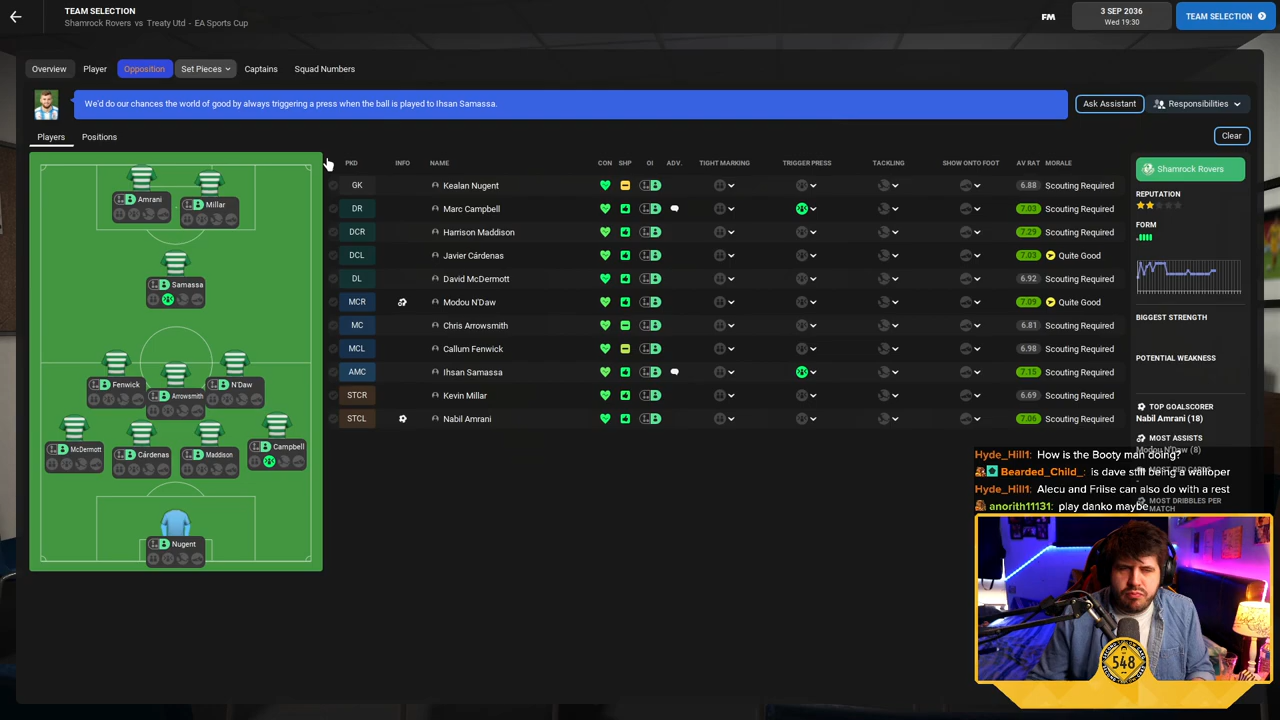 TEAM SELECTION
Shamrock Rovers vs Treaty Utd - EA Sports Cup
FM
3 SEP 2036
Wed 19:30
TEAM SELECTION
Overview Player Opposition Set Pieces Captains Squad Numbers
We'd do our chances the world of good by always triggering a press when the ball is played to Ihsan Samassa.
Ask Assistant
Responsibilities
Players Positions
Clear
Amrani
Millar
Samassa
Fenwick
Arrowsmith
N'Daw
McDermott
Cárdenas
Maddison
Campbell
Nugent
PKD INFO NAME CON SHP OI ADV. TIGHT MARKING TRIGGER PRESS TACKLING SHOW ONTO FOOT AV RAT MORALE
GK Kealan Nugent 6.88 Scouting Required
DR Marc Campbell 7.03 Scouting Required
DCR Harrison Maddison 7.29 Scouting Required
DCL Javier Cárdenas 7.03 Quite Good
DL David McDermott 6.92 Scouting Required
MCR Modou N'Daw 7.09 Quite Good
MC Chris Arrowsmith 6.81 Scouting Required
MCL Callum Fenwick 6.98 Scouting Required
AMC Ihsan Samassa 7.15 Scouting Required
STCR Kevin Millar 6.69 Scouting Required
STCL Nabil Amrani 7.06 Scouting Required
Shamrock Rovers
REPUTATION
FORM
BIGGEST STRENGTH
POTENTIAL WEAKNESS
TOP GOALSCORER
Nabil Amrani (18)
MOST ASSISTS
Modou N'Daw (8)
MOST DRIBBLES PER
MATCH
Hyde_Hill1: How is the Booty man doing?
Bearded_Child_: is dave still being a walloper
Hyde_Hill1: Alecu and Friise can also do with a rest
anorith11131: play danko maybe
548